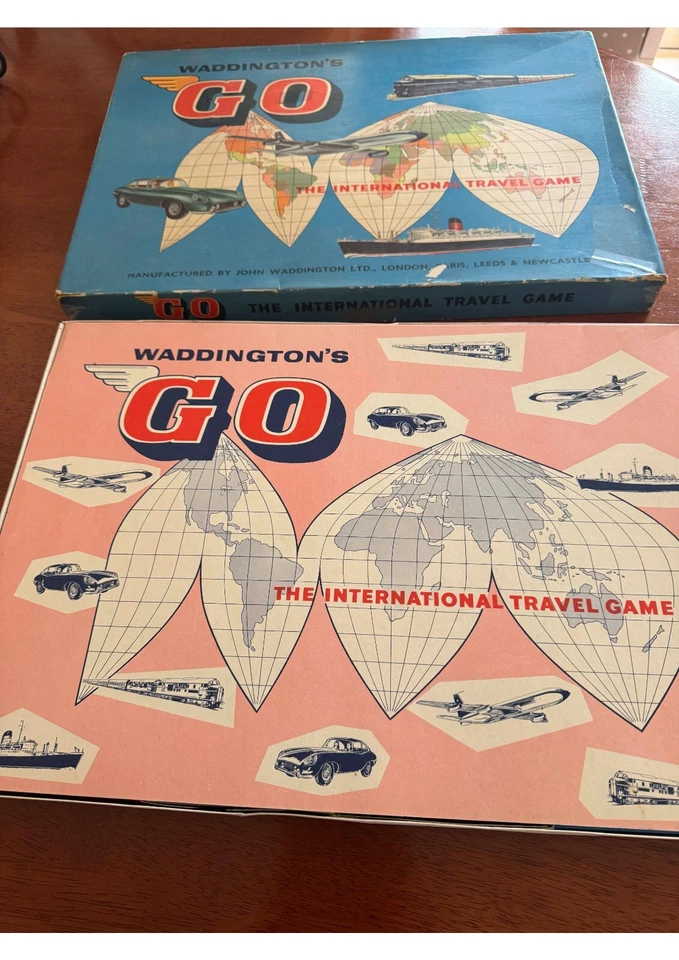 WADDINGTON'S
GO
THE INTERNATIONAL TRAVEL GAME
MANUFACTURED BY JOHN WADDINGTON LTD., LONDON, PARIS, LEEDS & NEWCASTLE
GO THE INTERNATIONAL TRAVEL GAME
WADDINGTON'S
GO
THE INTERNATIONAL TRAVEL GAME